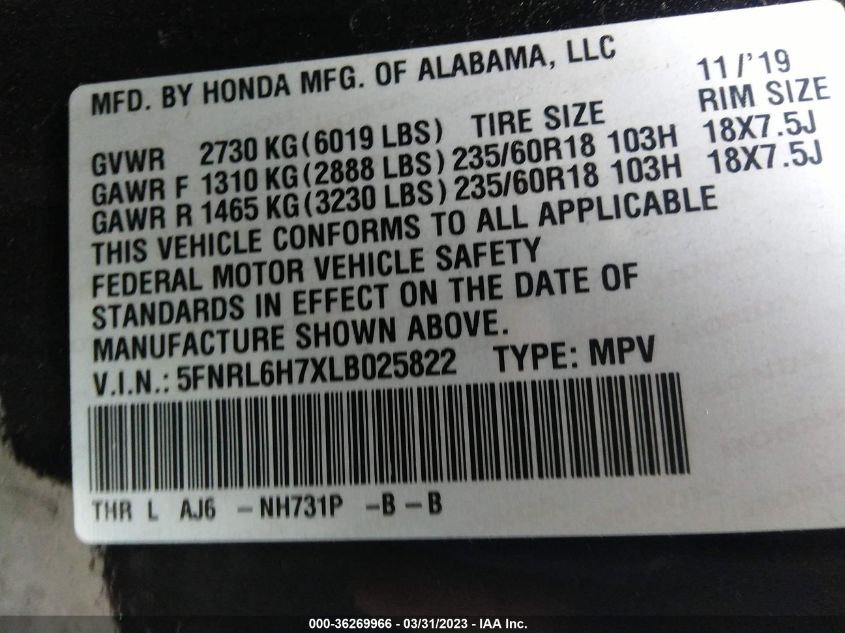 MFD. BY HONDA MFG. OF ALABAMA, LLC 11/'19
GVWR 2730 KG(6019 LBS) TIRE SIZE RIM SIZE
GAWR F 1310 KG(2888 LBS) 235/60R18 103H 18X7.5J
GAWR R 1465 KG(3230 LBS) 235/60R18 103H 18X7.5J
THIS VEHICLE CONFORMS TO ALL APPLICABLE
FEDERAL MOTOR VEHICLE SAFETY
STANDARDS IN EFFECT ON THE DATE OF
MANUFACTURE SHOWN ABOVE.
V.I.N.: 5FNRL6H7XLB025822 TYPE: MPV
THR L AJ6 -NH731P -B-B
000-36269966 - 03/31/2023 - IAA Inc.